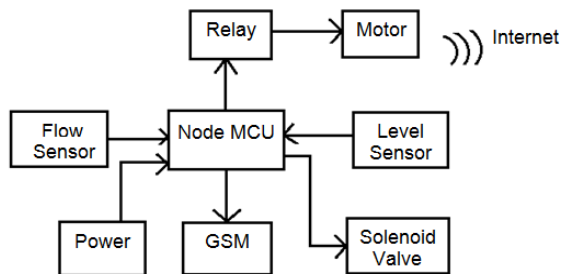 Relay
Motor
Internet
Flow
Sensor
Node MCU
Level
Sensor
Power
GSM
Solenoid
Valve